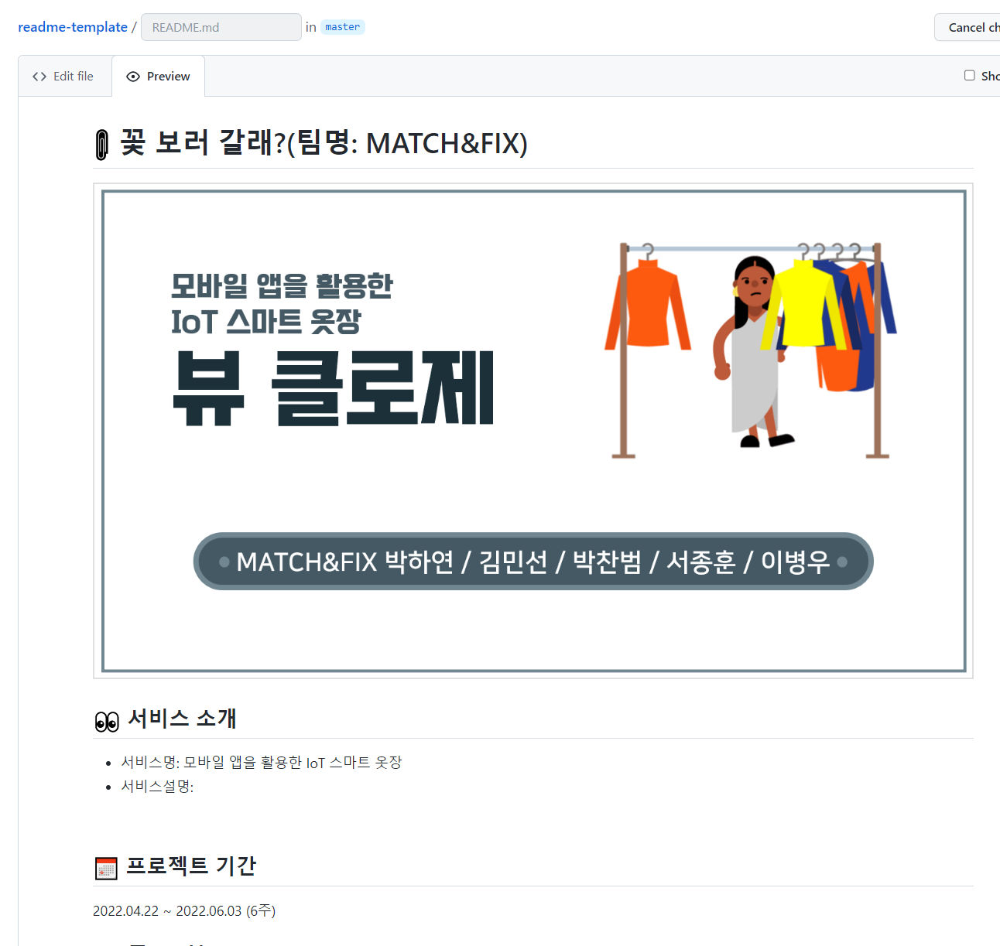 readme-template / README.md in master
Cancel ch
Edit file
Preview
Sho
꽃 보러 갈래?(팀명: MATCH&FIX)
모바일 앱을 활용한
IoT 스마트 옷장
뷰 클로제
MATCH&FIX 박하연 / 김민선 / 박찬범 / 서종훈 / 이병우
서비스 소개
서비스명: 모바일 앱을 활용한 IoT 스마트 옷장
서비스설명:
프로젝트 기간
2022.04.22 ~ 2022.06.03 (6주)